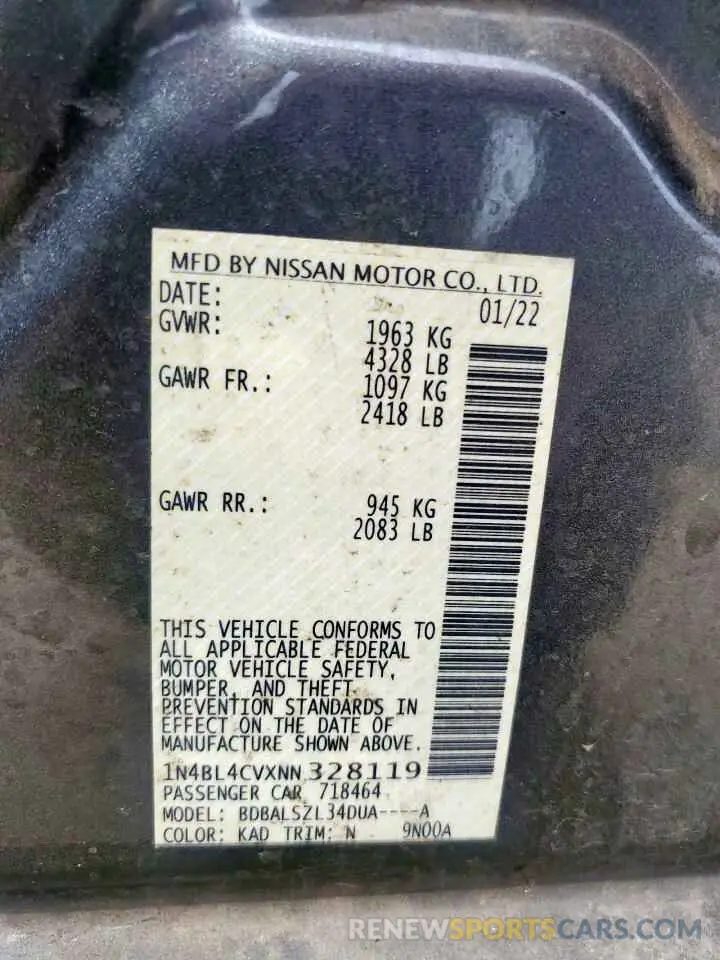 MFD BY NISSAN MOTOR CO., LTD.
DATE: 01/22
GVWR: 1963 KG
4328 LB
GAWR FR.: 1097 KG
2418 LB
GAWR RR.: 945 KG
2083 LB
THIS VEHICLE CONFORMS TO
ALL APPLICABLE FEDERAL
MOTOR VEHICLE SAFETY,
BUMPER, AND THEFT
PREVENTION STANDARDS IN
EFFECT ON THE DATE OF
MANUFACTURE SHOWN ABOVE.
1N4BL4CVXNN328119
PASSENGER CAR 718464
MODEL: BDBALSZL34DUA----A
COLOR: KAD TRIM: N 9N00A
RENEWSPORTSCARS.COM